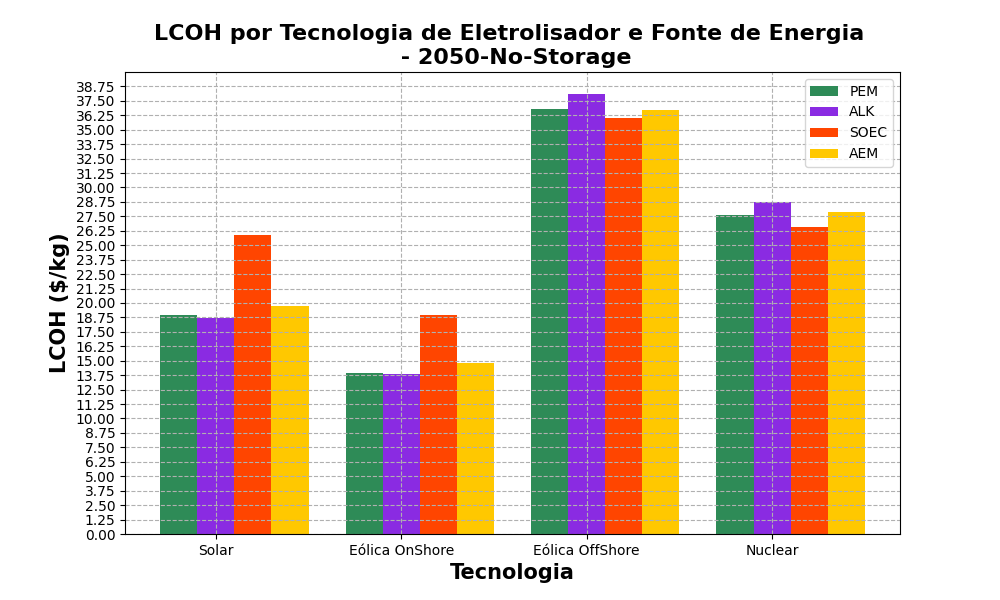 LCOH por Tecnologia de Eletrolisador e Fonte de Energia
- 2050-No-Storage
LCOH ($/kg)
38.75
37.50
36.25
35.00
33.75
32.50
31.25
30.00
28.75
27.50
26.25
25.00
23.75
22.50
21.25
20.00
18.75
17.50
16.25
15.00
13.75
12.50
11.25
10.00
8.75
7.50
6.25
5.00
3.75
2.50
1.25
0.00
PEM
ALK
SOEC
AEM
Solar
Eólica OnShore
Eólica OffShore
Nuclear
Tecnologia